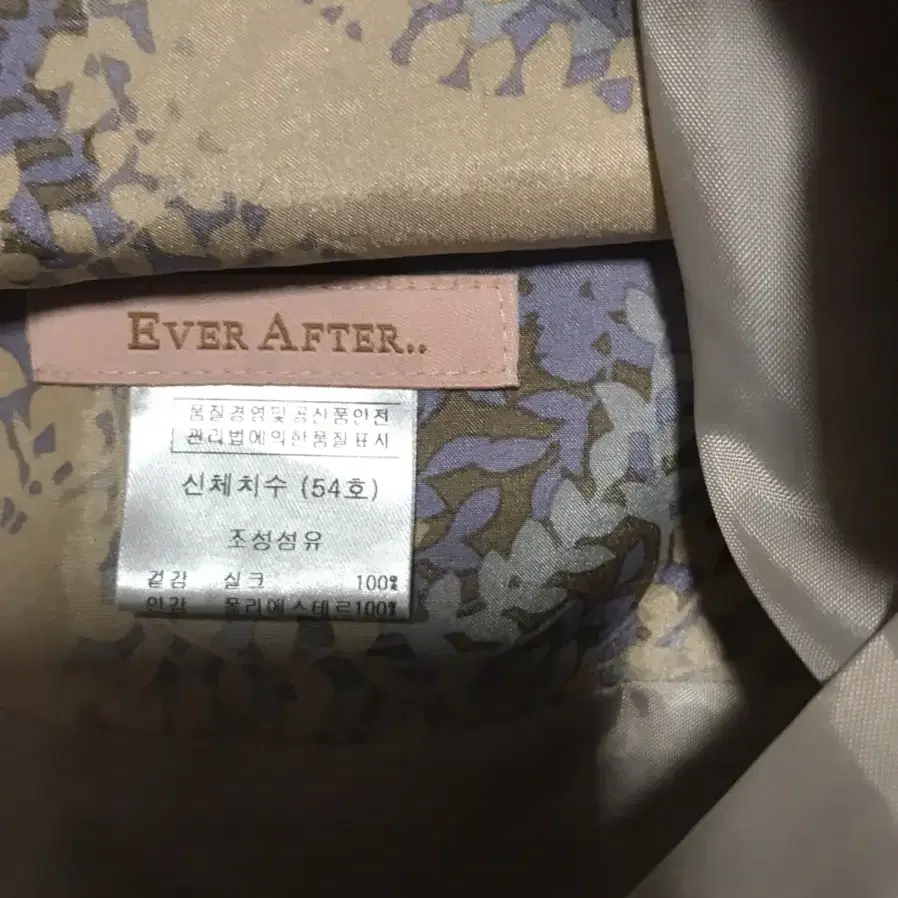 EVER AFTER..
품질경영및공산품안전
관리법에의한품질표시
신체치수 (54호)
조성섬유
겉감 실크 100%
안감 폴리에스테르100%